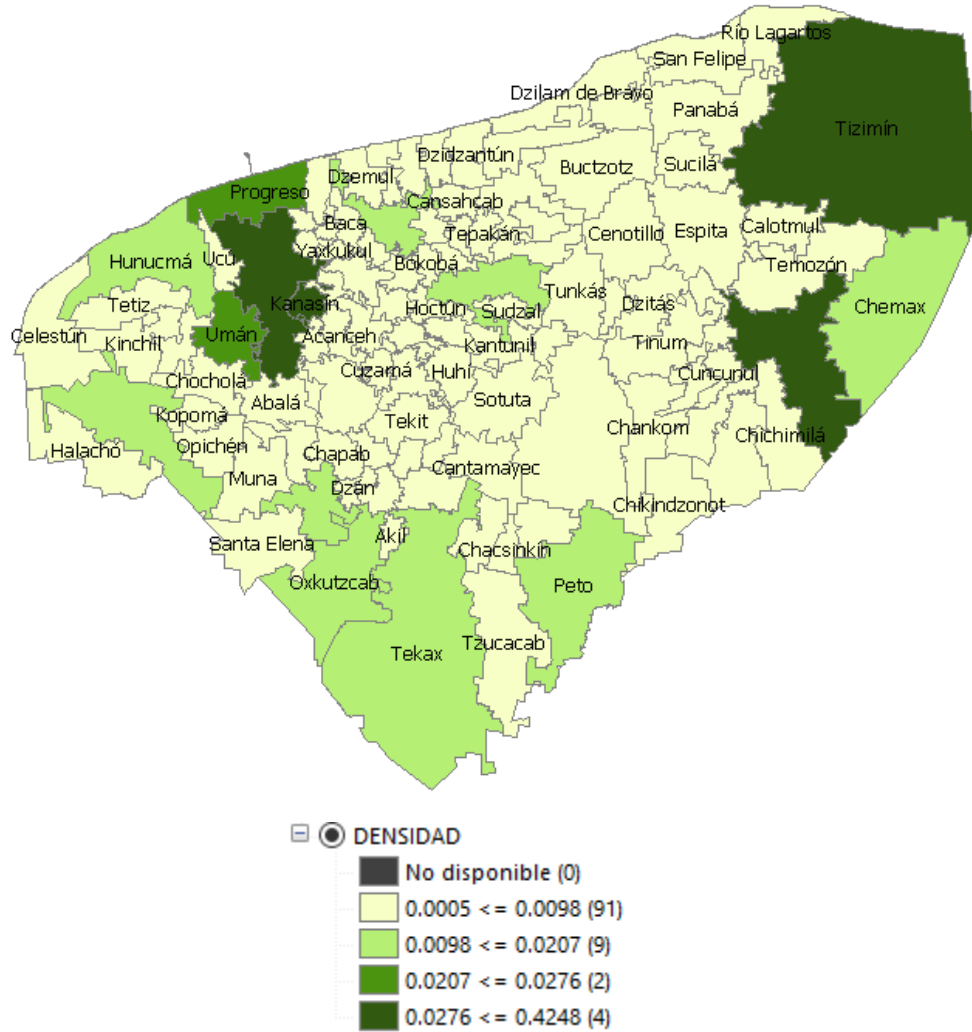 Río Lagartos
San Felipe
Dzilam de Bravo
Panabá
Tizimín
Dzidzantún
Buctzotz
Sucilá
Dzemul
Progreso
Cansahcab
Baca
Tepakán
Cenotillo
Espita
Calotmul
Yaxkukul
Ucú
Hunucmá
Bokobá
Temozón
Tunkás
Tetiz
Kanasín
Hoctún
Sudzal
Dzitás
Chemax
Celestún
Umán
Acanceh
Kinchil
Kantunil
Tinum
Cuzamá
Huhí
Cuncunul
Chocholá
Abalá
Sotuta
Kopomá
Tekit
Chankom
Chichimilá
Halachó
Opichén
Chapab
Cantamayec
Muna
Dzán
Chikindzonot
Santa Elena
Akil
Chacsinkín
Oxkutzcab
Peto
Tekax
Tzucacab
DENSIDAD
No disponible (0)
0.0005 <= 0.0098 (91)
0.0098 <= 0.0207 (9)
0.0207 <= 0.0276 (2)
0.0276 <= 0.4248 (4)